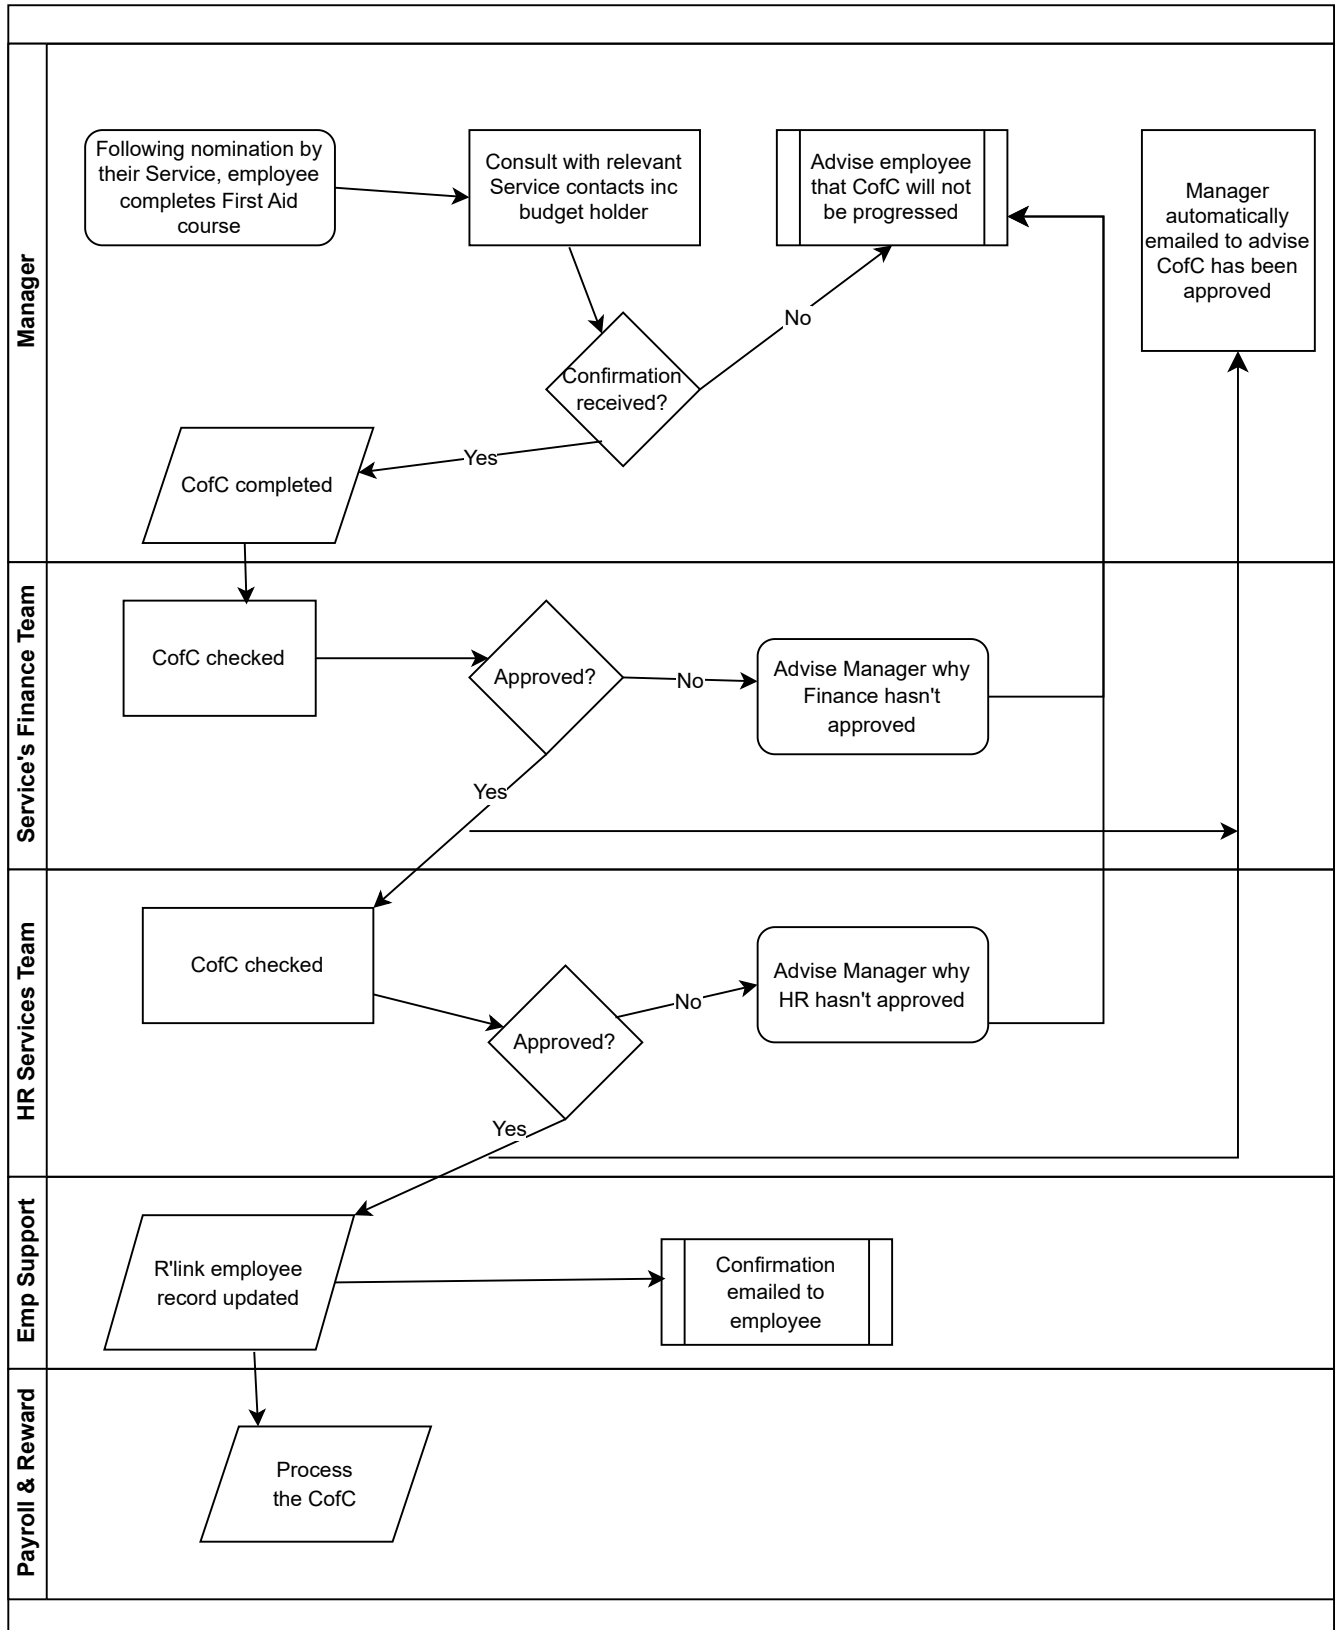 Manager
Following nomination by
their Service, employee
completes First Aid
course
Consult with relevant
Service contacts inc
budget holder
Advise employee
that CofC will not
be progressed
Manager
automatically
emailed to advise
CofC has been
approved
No
Confirmation
received?
Yes
CofC completed
Service's Finance Team
CofC checked
Approved?
No
Advise Manager why
Finance hasn't
approved
Yes
HR Services Team
CofC checked
Approved?
No
Advise Manager why
HR hasn't approved
Yes
Emp Support
R'link employee
record updated
Confirmation
emailed to
employee
Payroll & Reward
Process
the CofC